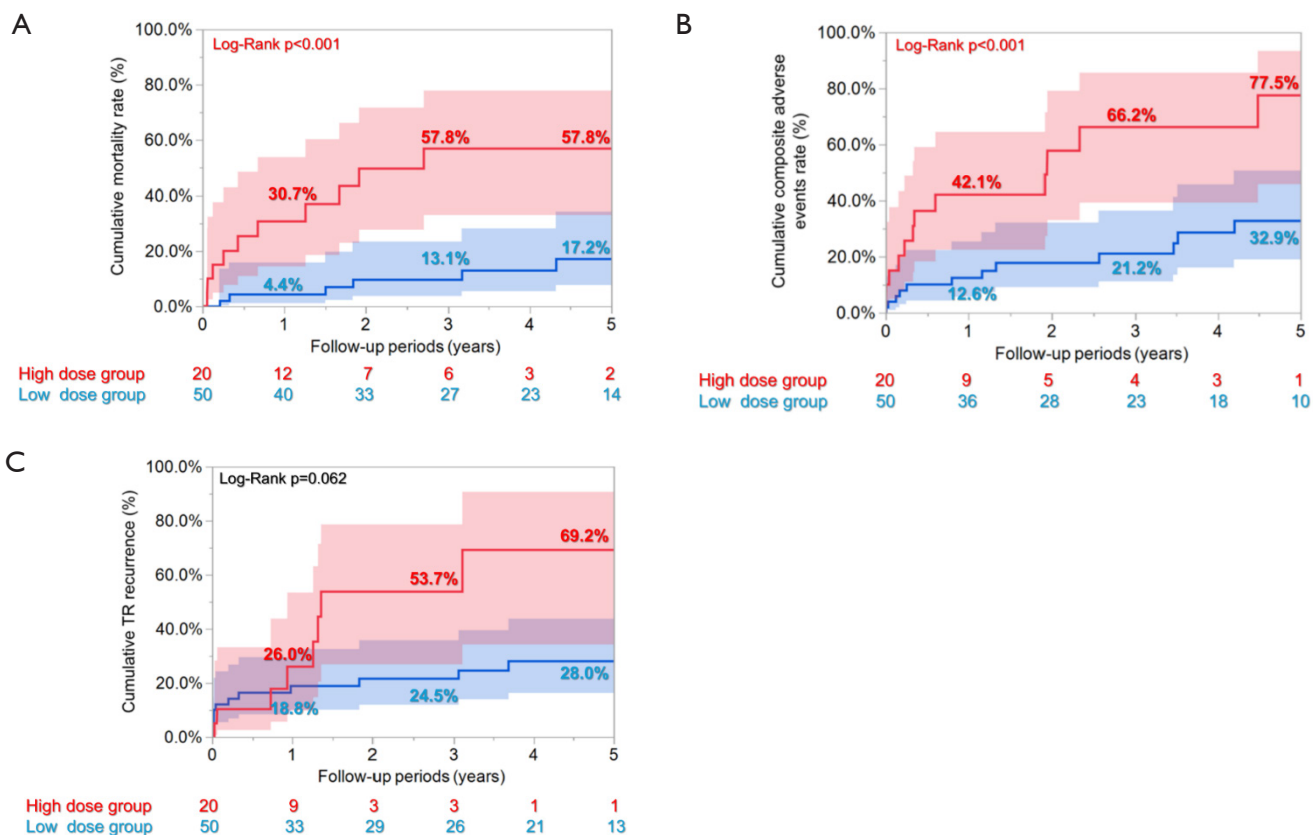 A
Cumulative mortality rate (%)
100.0%
80.0%
60.0%
40.0%
20.0%
0.0%
Log-Rank p<0.001
30.7%
57.8%
57.8%
4.4%
13.1%
17.2%
0 1 2 3 4 5
Follow-up periods (years)
High dose group 20 12 7 6 3 2
Low dose group 50 40 33 27 23 14
B
Cumulative composite adverse
events rate (%)
100.0%
80.0%
60.0%
40.0%
20.0%
0.0%
Log-Rank p<0.001
42.1%
66.2%
77.5%
12.6%
21.2%
32.9%
0 1 2 3 4 5
Follow-up periods (years)
High dose group 20 9 5 4 3 1
Low dose group 50 36 28 23 18 10
C
Cumulative TR recurrence (%)
100.0%
80.0%
60.0%
40.0%
20.0%
0.0%
Log-Rank p=0.062
26.0%
53.7%
69.2%
18.8%
24.5%
28.0%
0 1 2 3 4 5
Follow-up periods (years)
High dose group 20 9 3 3 1 1
Low dose group 50 33 29 26 21 13